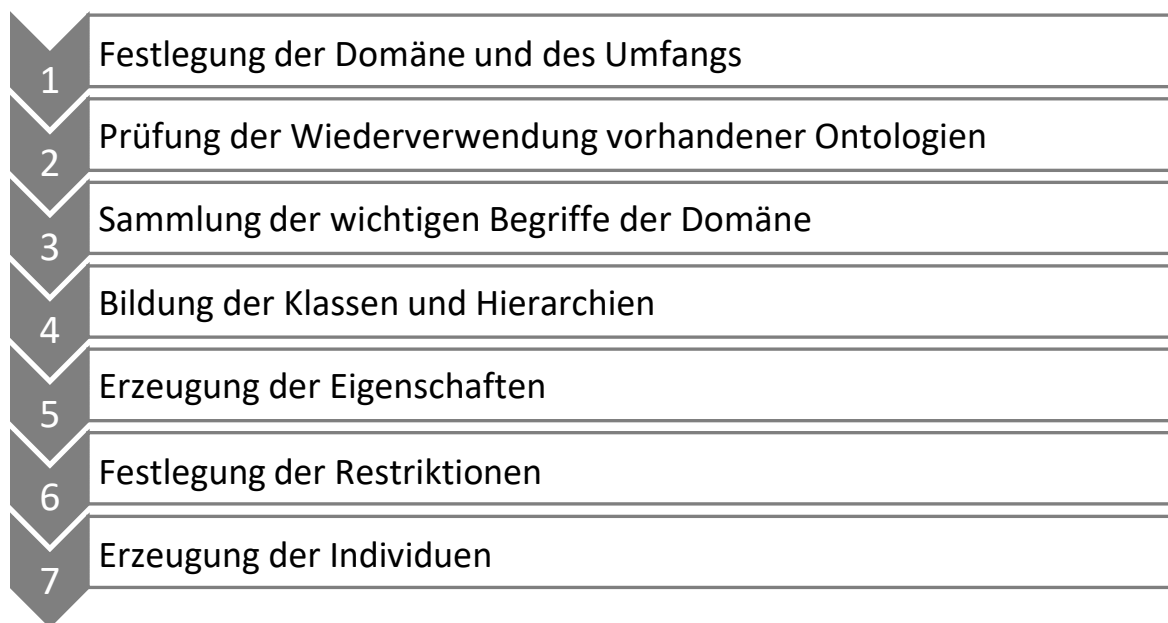 1 Festlegung der Domäne und des Umfangs
2 Prüfung der Wiederverwendung vorhandener Ontologien
3 Sammlung der wichtigen Begriffe der Domäne
4 Bildung der Klassen und Hierarchien
5 Erzeugung der Eigenschaften
6 Festlegung der Restriktionen
7 Erzeugung der Individuen